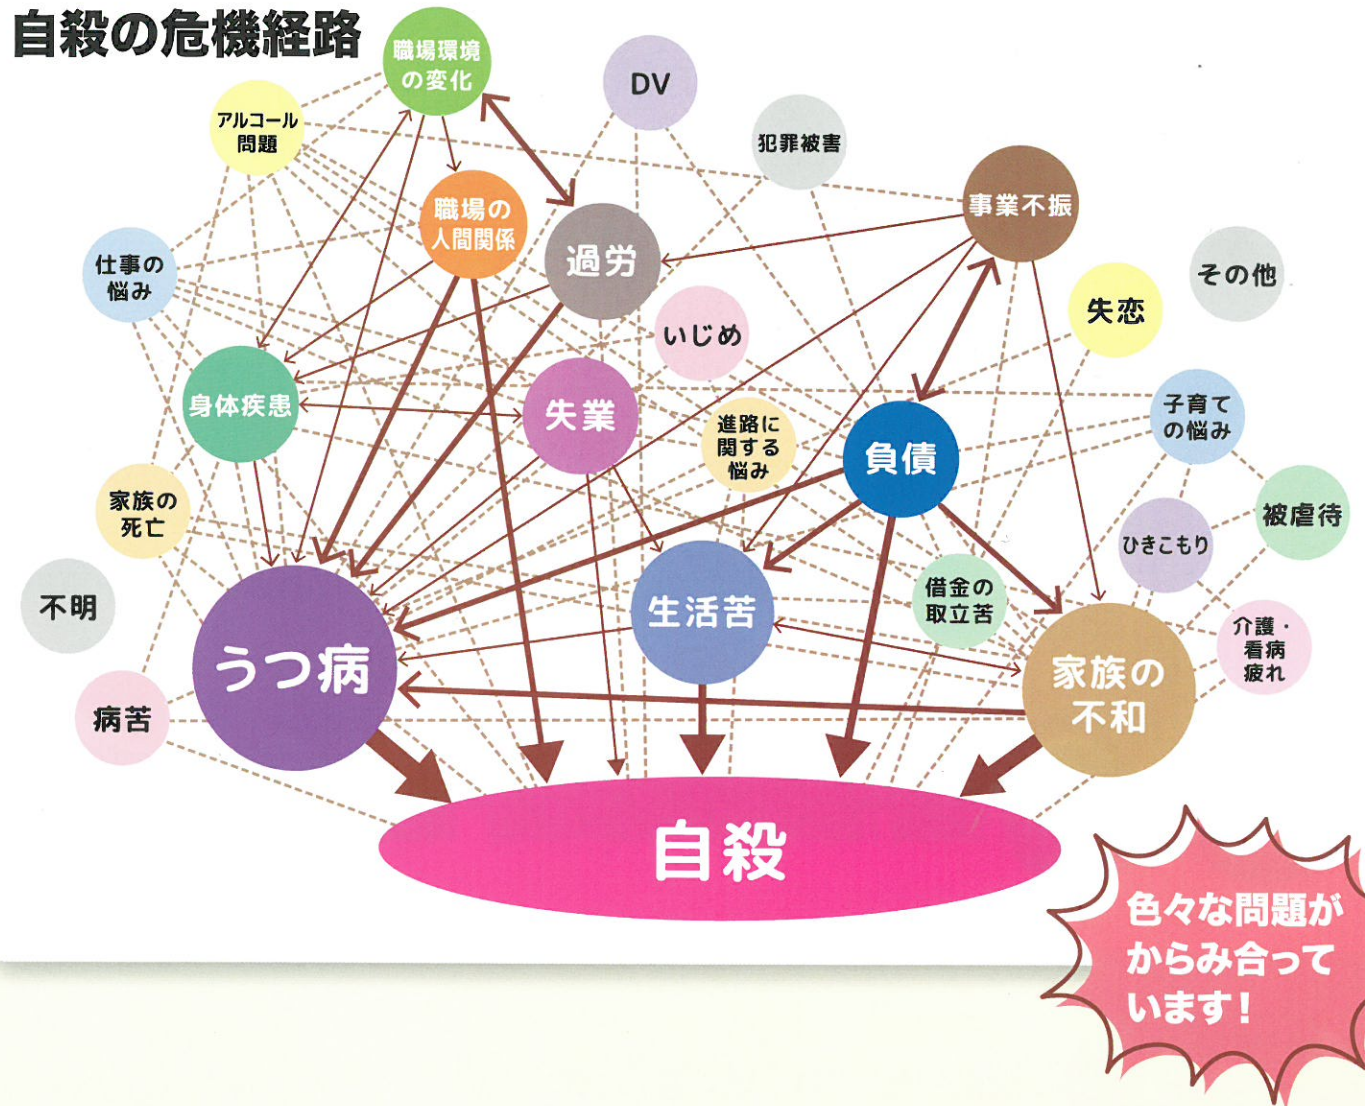 自殺の危機経路
職場環境
の変化
DV
アルコール
問題
犯罪被害
職場の
人間関係
事業不振
過労
仕事の
悩み
その他
失恋
いじめ
身体疾患
失業
進路に
関する
悩み
負債
子育て
の悩み
家族の
死亡
被虐待
ひきこもり
不明
生活苦
借金の
取立苦
うつ病
介護・
看病
疲れ
家族の
不和
病苦
自殺
色々な問題が
からみ合って
います！